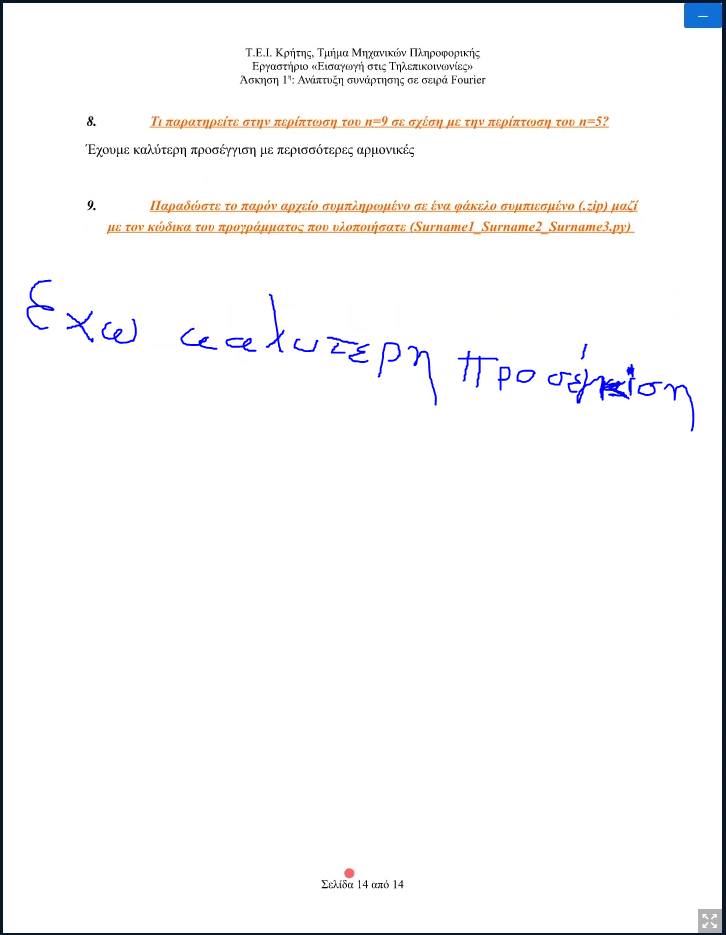 Τ.Ε.Ι. Κρήτης, Τμήμα Μηχανικών Πληροφορικής
Εργαστήριο «Εισαγωγή στις Τηλεπικοινωνίες»
Άσκηση 1η: Ανάπτυξη συνάρτησης σε σειρά Fourier
8. Τι παρατηρείτε στην περίπτωση του n=9 σε σχέση με την περίπτωση του n=5?
Έχουμε καλύτερη προσέγγιση με περισσότερες αρμονικές
9. Παραδώστε το παρόν αρχείο συμπληρωμένο σε ένα φάκελο συμπιεσμένο (.zip) μαζί
με τον κώδικα του προγράμματος που υλοποιήσατε (Surname1_Surname2_Surname3.py)
Εχω καλυτερη
Σελίδα 14 από 14